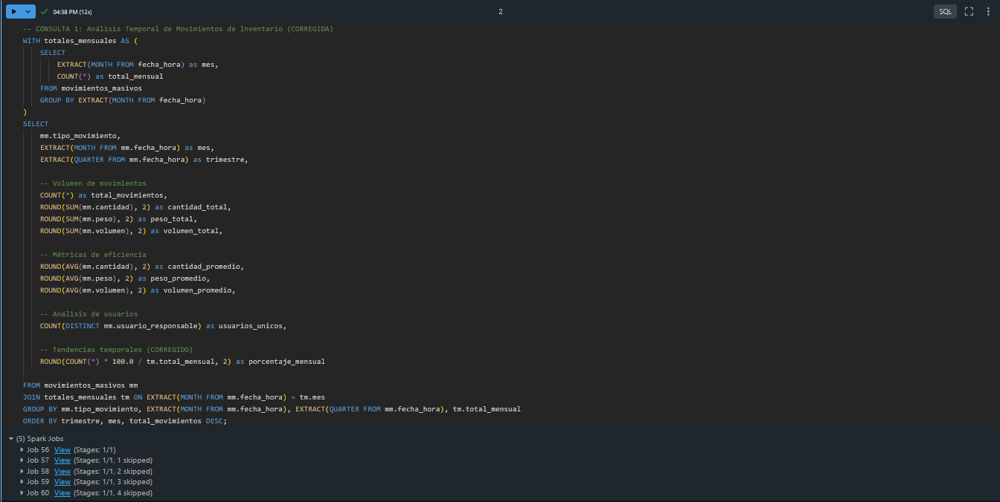 04:38 PM (12s)
2
SQL
-- CONSULTA 1: Análisis Temporal de Movimientos de Inventario (CORREGIDA)
WITH totales_mensuales AS (
SELECT
EXTRACT(MONTH FROM fecha_hora) as mes,
COUNT(*) as total_mensual
FROM movimientos_masivos
GROUP BY EXTRACT(MONTH FROM fecha_hora)
)
SELECT
mm.tipo_movimiento,
EXTRACT(MONTH FROM mm.fecha_hora) as mes,
EXTRACT(QUARTER FROM mm.fecha_hora) as trimestre,
-- Volumen de movimientos
COUNT(*) as total_movimientos,
ROUND(SUM(mm.cantidad), 2) as cantidad_total,
ROUND(SUM(mm.peso), 2) as peso_total,
ROUND(SUM(mm.volumen), 2) as volumen_total,
-- Métricas de eficiencia
ROUND(AVG(mm.cantidad), 2) as cantidad_promedio,
ROUND(AVG(mm.peso), 2) as peso_promedio,
ROUND(AVG(mm.volumen), 2) as volumen_promedio,
-- Análisis de usuarios
COUNT(DISTINCT mm.usuario_responsable) as usuarios_unicos,
-- Tendencias temporales (CORREGIDO)
ROUND(COUNT(*) * 100.0 / tm.total_mensual, 2) as porcentaje_mensual
FROM movimientos_masivos mm
JOIN totales_mensuales tm ON EXTRACT(MONTH FROM mm.fecha_hora) = tm.mes
GROUP BY mm.tipo_movimiento, EXTRACT(MONTH FROM mm.fecha_hora), EXTRACT(QUARTER FROM mm.fecha_hora), tm.total_mensual
ORDER BY trimestre, mes, total_movimientos DESC;
(5) Spark Jobs
Job 56 View (Stages: 1/1)
Job 57 View (Stages: 1/1, 1 skipped)
Job 58 View (Stages: 1/1, 2 skipped)
Job 59 View (Stages: 1/1, 3 skipped)
Job 60 View (Stages: 1/1, 4 skipped)